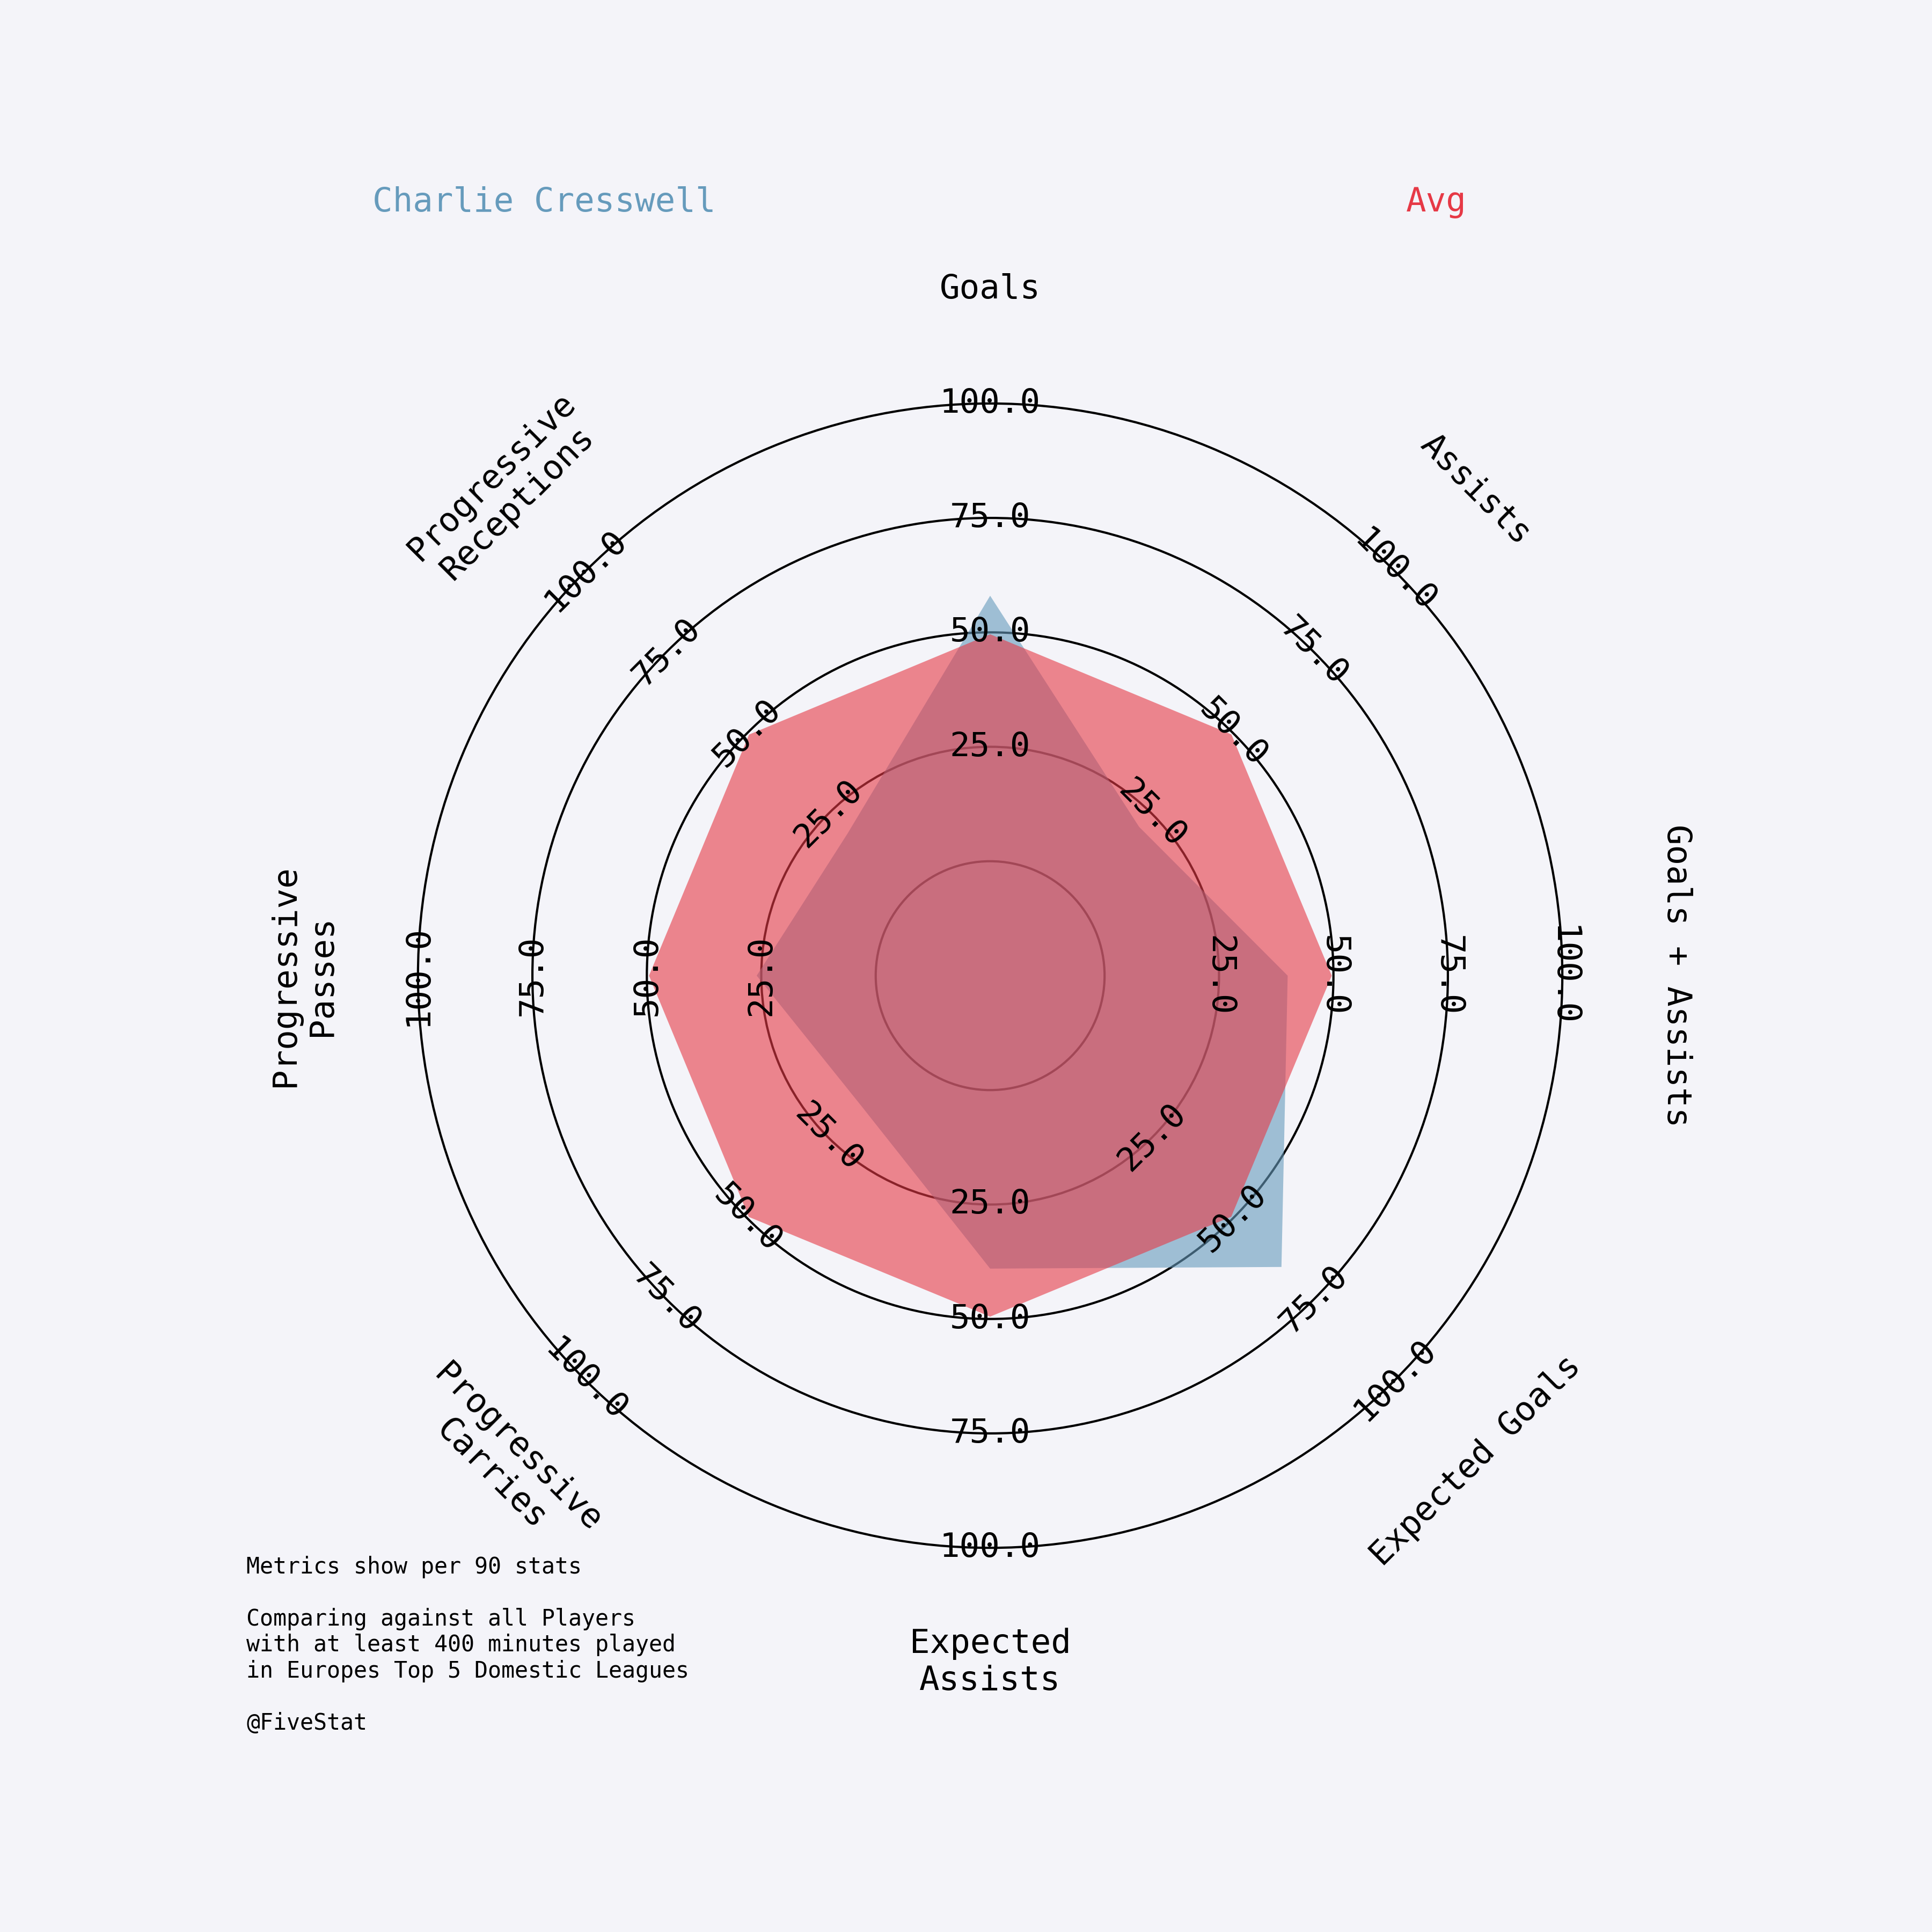 Charlie Cresswell
Avg
Goals
Assists
Goals + Assists
Expected Goals
Expected
Assists
Progressive
Carries
Progressive
Passes
Progressive
Receptions
25.0
50.0
75.0
100.0
25.0
50.0
75.0
100.0
25.0
50.0
75.0
100.0
25.0
50.0
75.0
100.0
25.0
50.0
75.0
100.0
25.0
50.0
75.0
100.0
25.0
50.0
75.0
100.0
25.0
50.0
75.0
100.0
Metrics show per 90 stats
Comparing against all Players
with at least 400 minutes played
in Europes Top 5 Domestic Leagues
@FiveStat